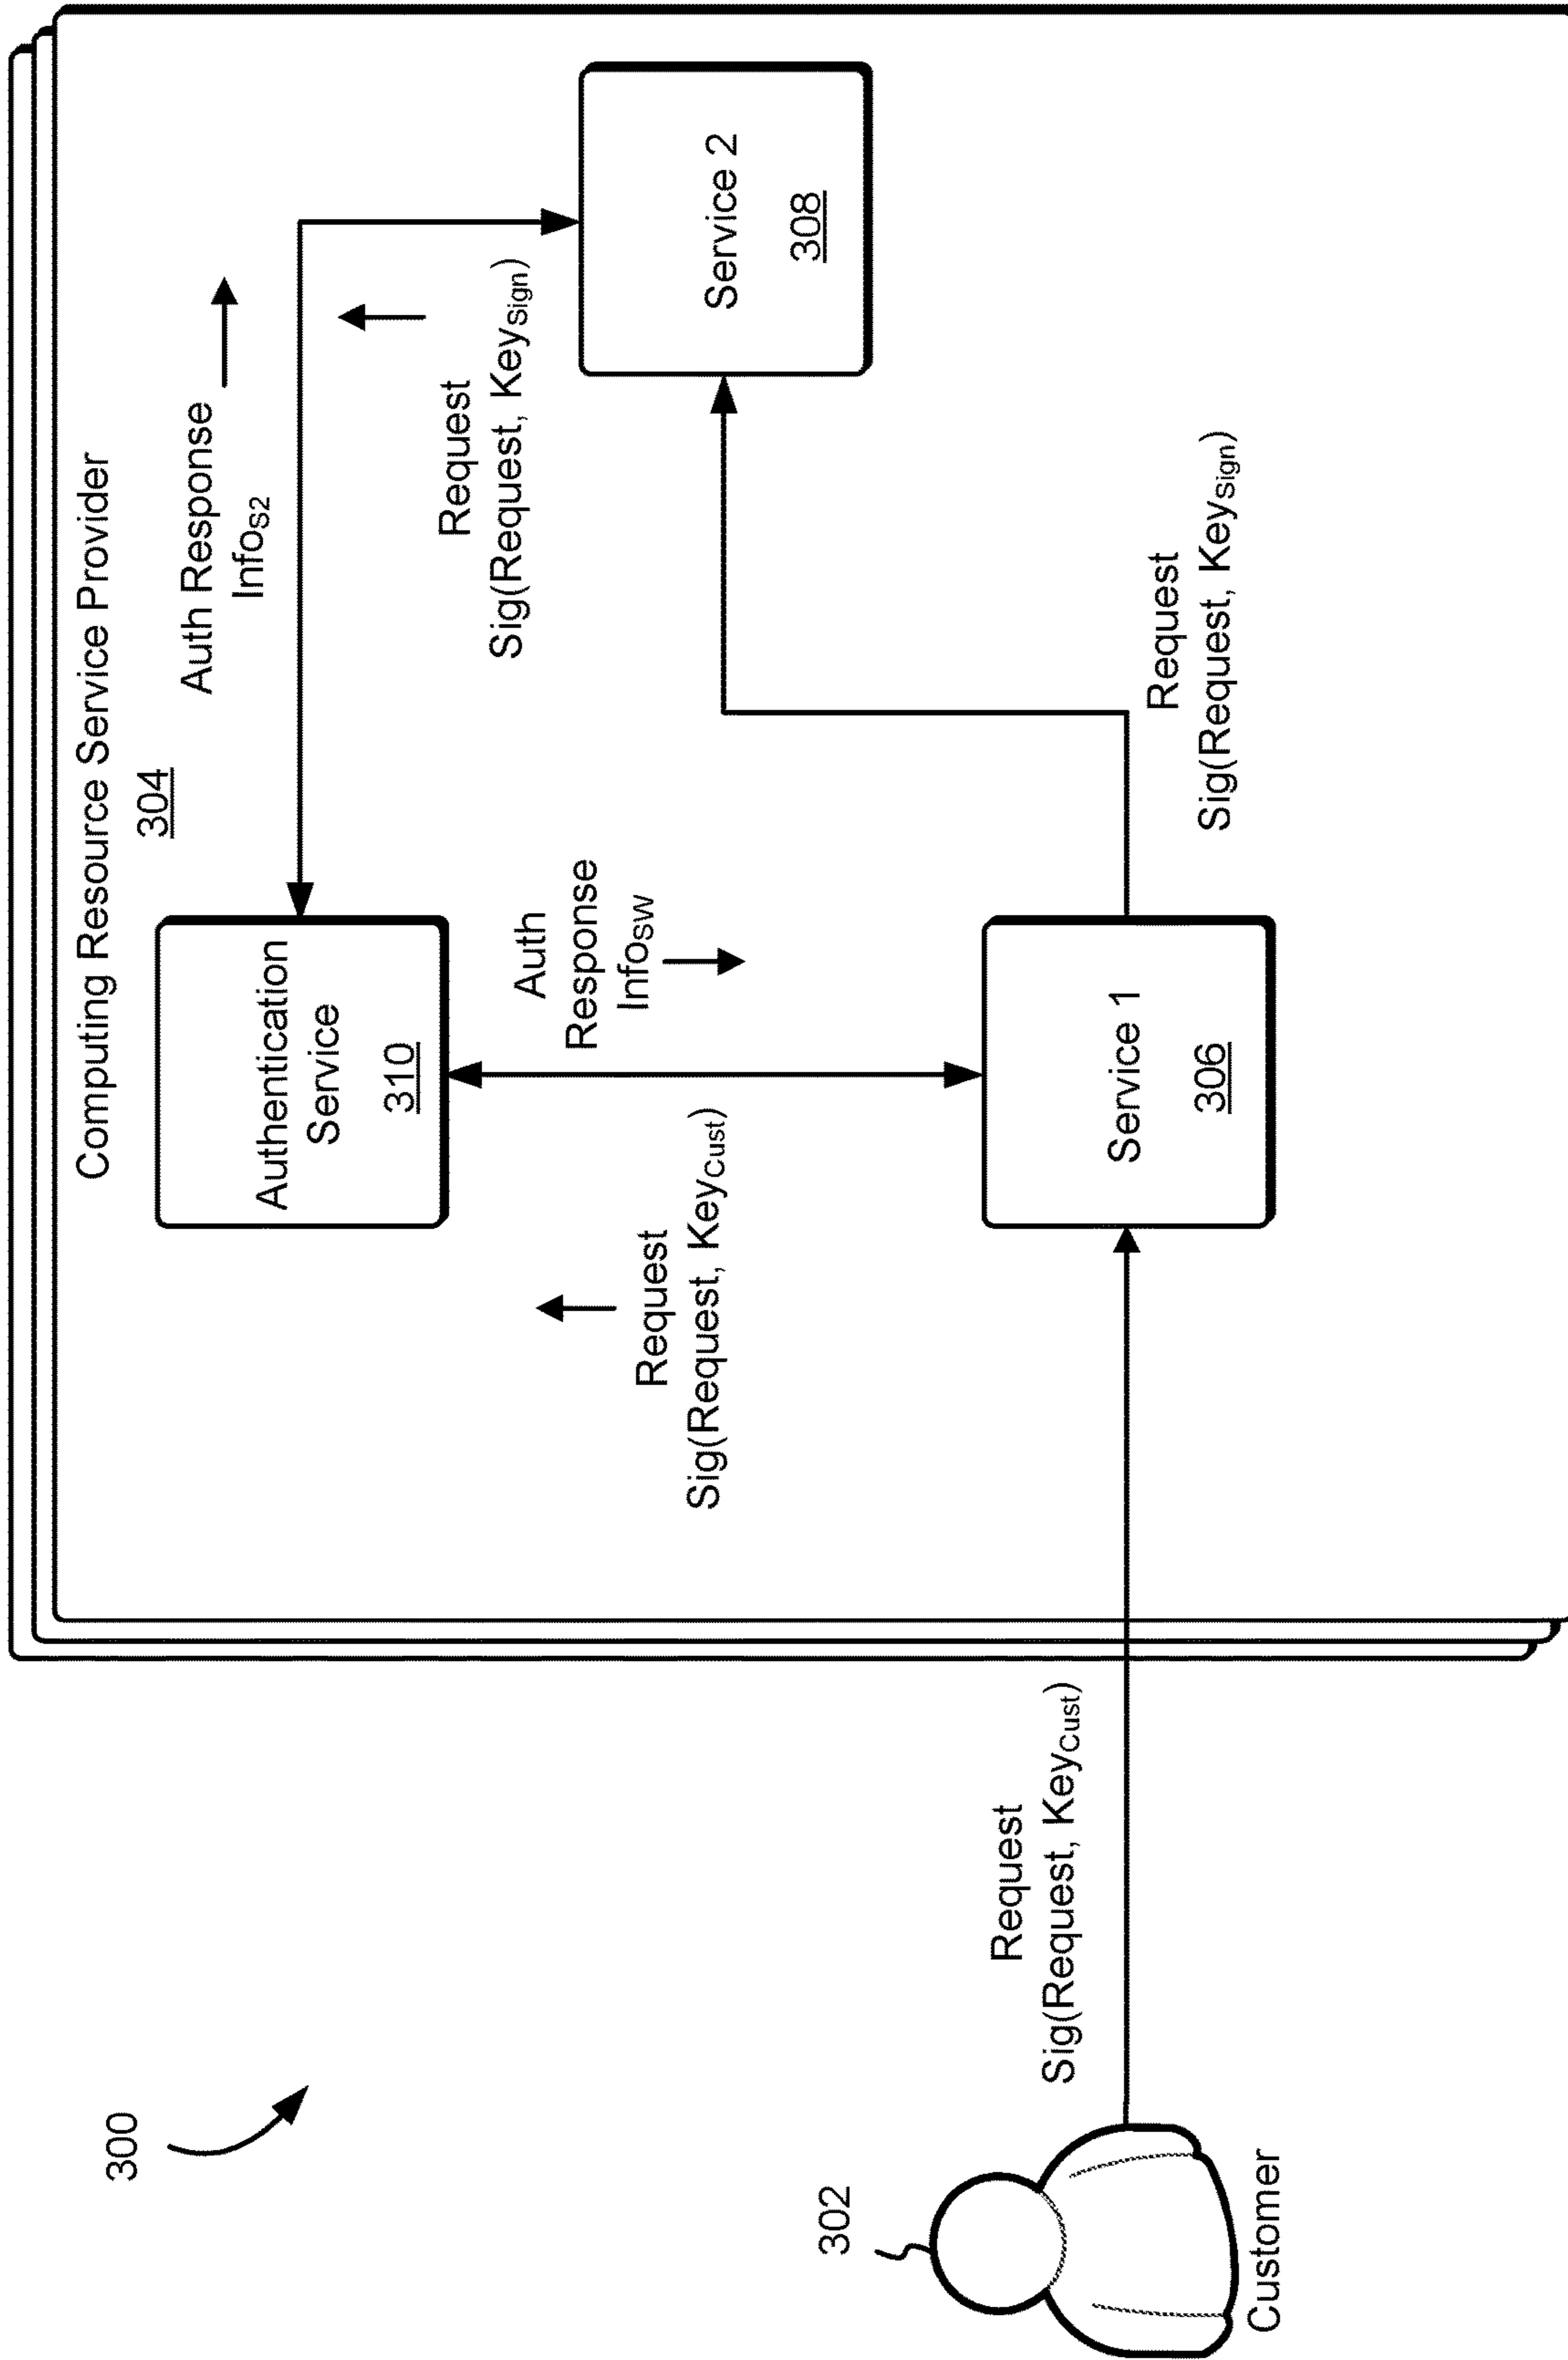 300
Computing Resource Service Provider
304
Authentication
Service
310
Auth Response
InfoS2
Request
Sig(Request, KeySign)
Service 2
308
Auth
Response
InfoSW
Request
Sig(Request, KeyCust)
302
Customer
Request
Sig(Request, KeyCust)
Service 1
306
Request
Sig(Request, KeySign)